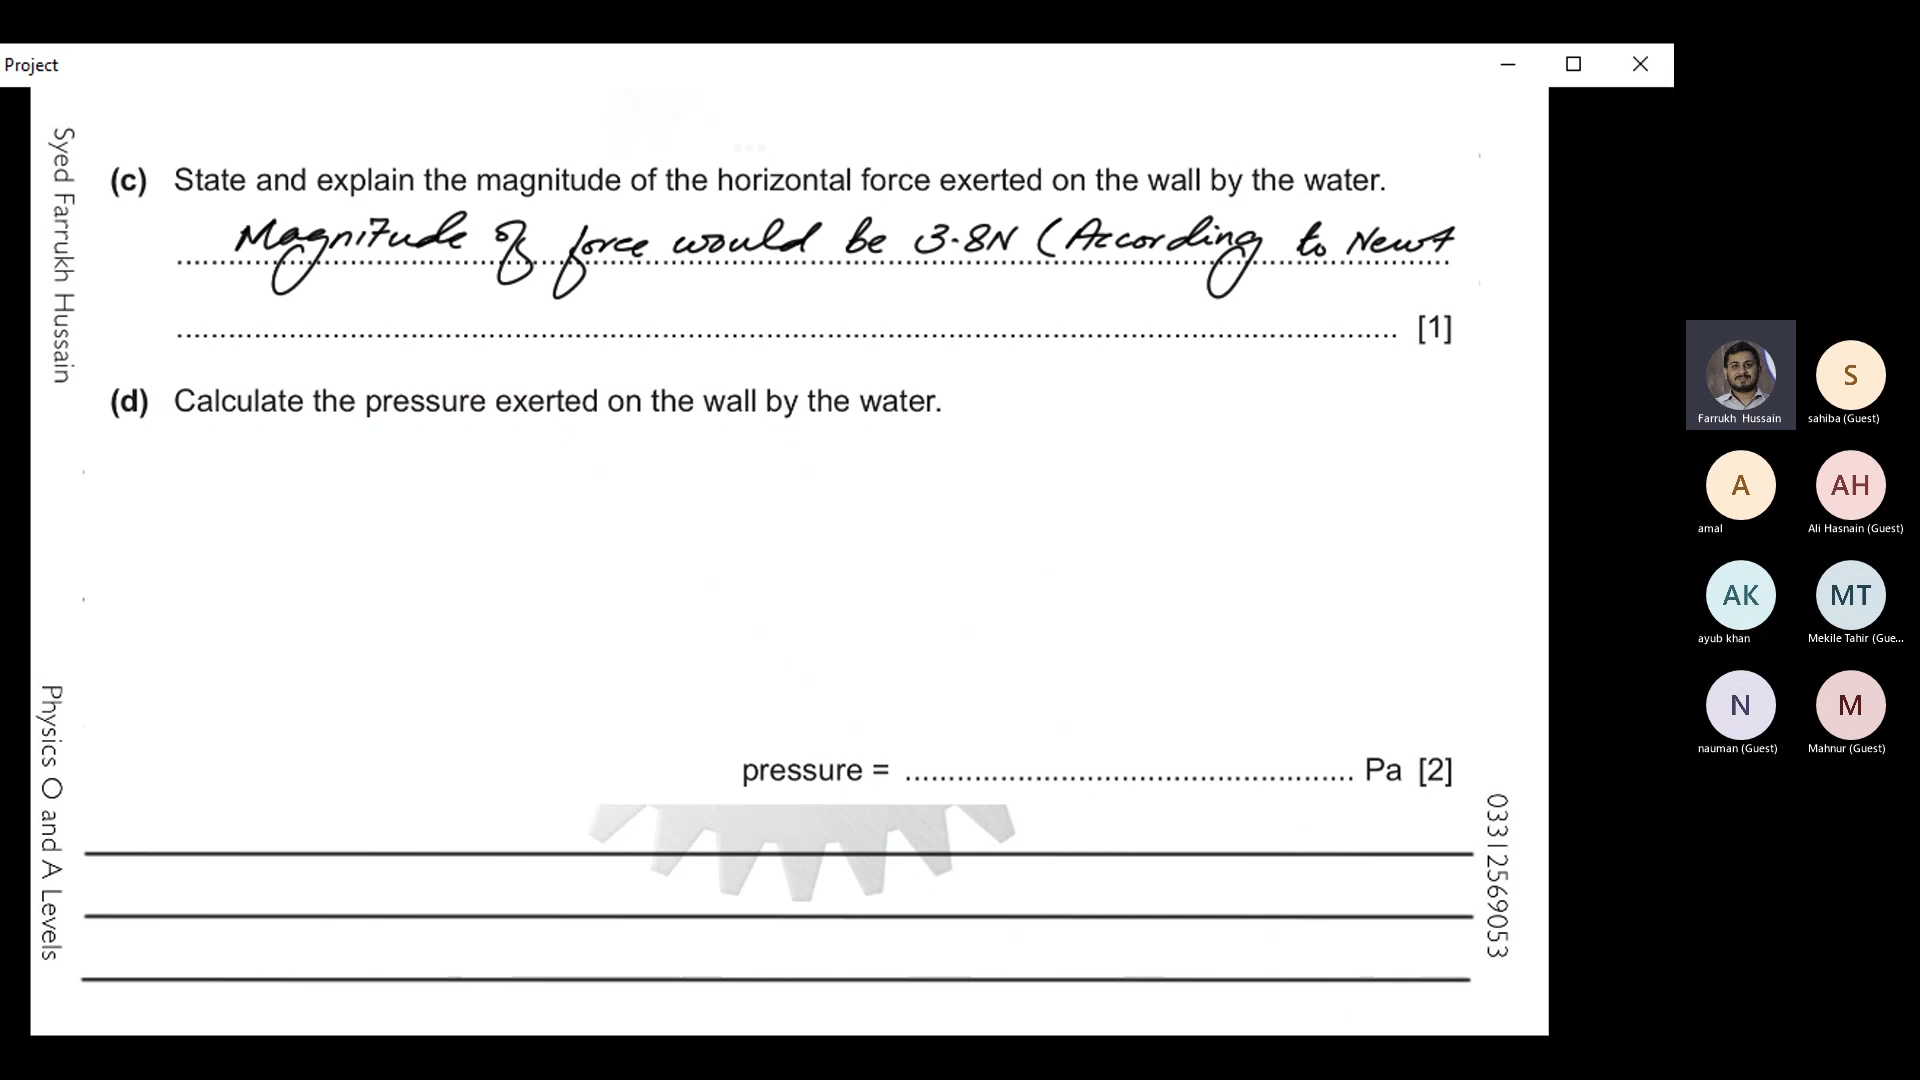 Project
(c) State and explain the magnitude of the horizontal force exerted on the wall by the water.
Magnitude of force would be 3.8N (According to Newt
[1]
(d) Calculate the pressure exerted on the wall by the water.
pressure = Pa [2]
Syed Farrukh Hussain
Physics O and A Levels
03312569053
Farrukh Hussain
S
sahiba (Guest)
A
amal
AH
Ali Hasnain (Guest)
AK
ayub khan
MT
Mekile Tahir (Gue...
N
nauman (Guest)
M
Mahnur (Guest)